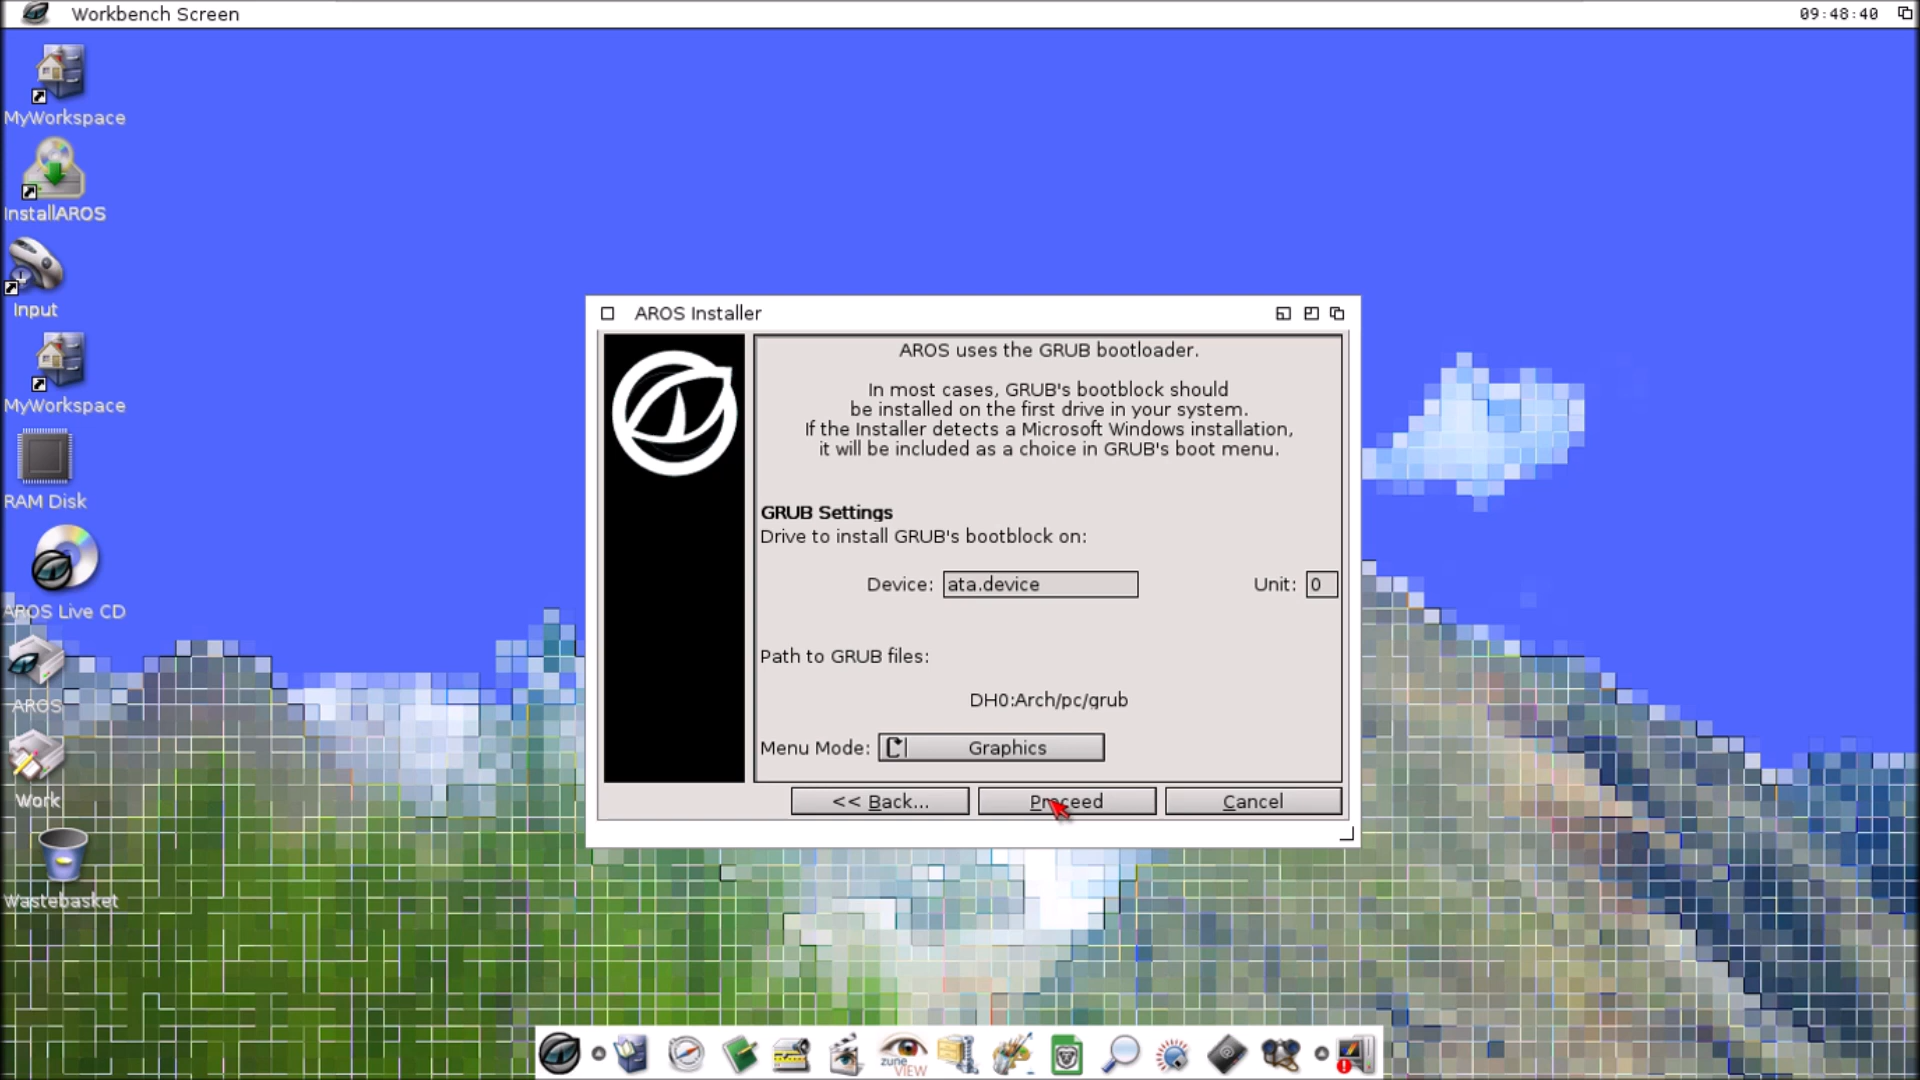 Workbench Screen
09:48:40
MyWorkspace
InstallAROS
Input
MyWorkspace
RAM Disk
AROS Live CD
AROS
Work
Wastebasket
AROS Installer
AROS uses the GRUB bootloader.
In most cases, GRUB's bootblock should
be installed on the first drive in your system.
If the Installer detects a Microsoft Windows installation,
it will be included as a choice in GRUB's boot menu.
GRUB Settings
Drive to install GRUB's bootblock on:
Device: ata.device Unit: 0
Path to GRUB files:
DH0:Arch/pc/grub
Menu Mode: Graphics
<< Back... Proceed Cancel
zune
VIEW